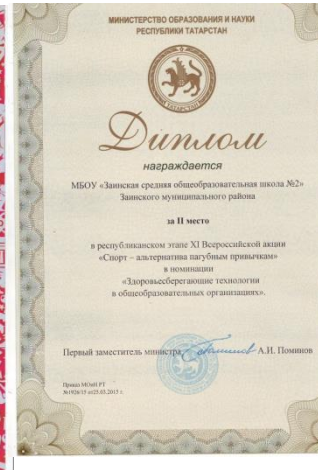 МИНИСТЕРСТВО ОБРАЗОВАНИЯ И НАУКИ
РЕСПУБЛИКИ ТАТАРСТАН
ТАТАРСТАН
Диплом
награждается
МБОУ «Заинская средняя общеобразовательная школа №2»
Заинского муниципального района
за II место
в республиканском этапе XI Всероссийской акции
«Спорт – альтернатива пагубным привычкам»
в номинации
«Здоровьесберегающие технологии
в общеобразовательных организациях».
Первый заместитель министра А.И. Поминов
Приказ МОиН РТ
№1926/15 от25.03.2015 г.